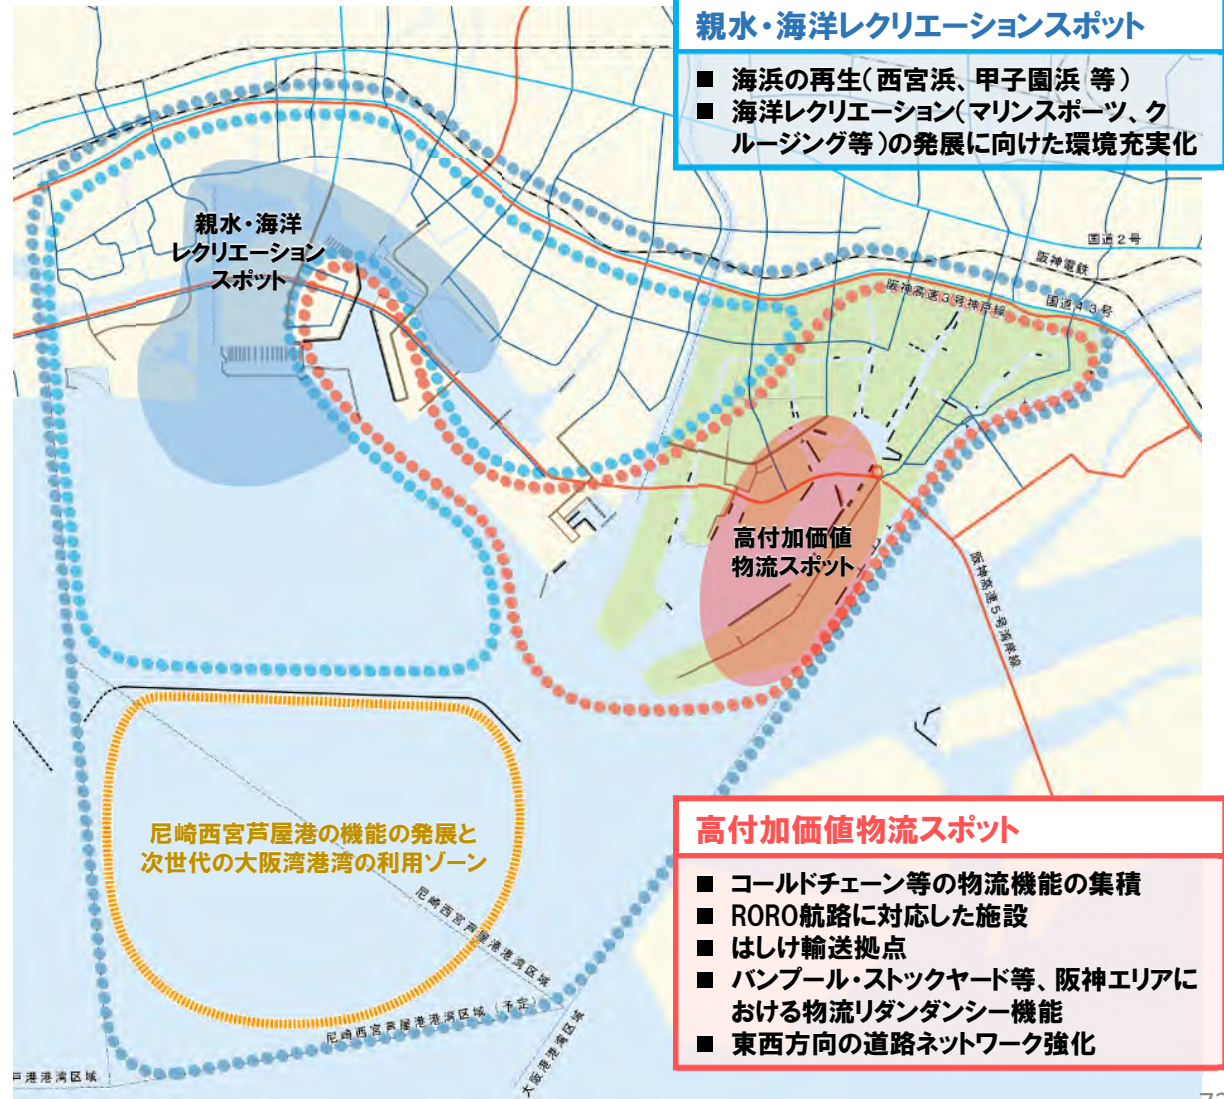 親水・海洋レクリエーションスポット
■ 海浜の再生（西宮浜、甲子園浜 等）
■ 海洋レクリエーション（マリンスポーツ、ク
ルージング等）の発展に向けた環境充実化
親水・海洋
レクリエーション
スポット
国道２号
阪神電鉄
国道４３号
阪神高速３号神戸線
高付加価値
物流スポット
阪神高速５号湾岸線
尼崎西宮芦屋港の機能の発展と
次世代の大阪湾港湾の利用ゾーン
尼崎西宮芦屋港港湾区域
尼崎西宮芦屋港港湾区域（予定）
大阪港港湾区域
戸港港湾区域
高付加価値物流スポット
■ コールドチェーン等の物流機能の集積
■ RORO航路に対応した施設
■ はしけ輸送拠点
■ バンプール・ストックヤード等、阪神エリアに
おける物流リダンダンシー機能
■ 東西方向の道路ネットワーク強化